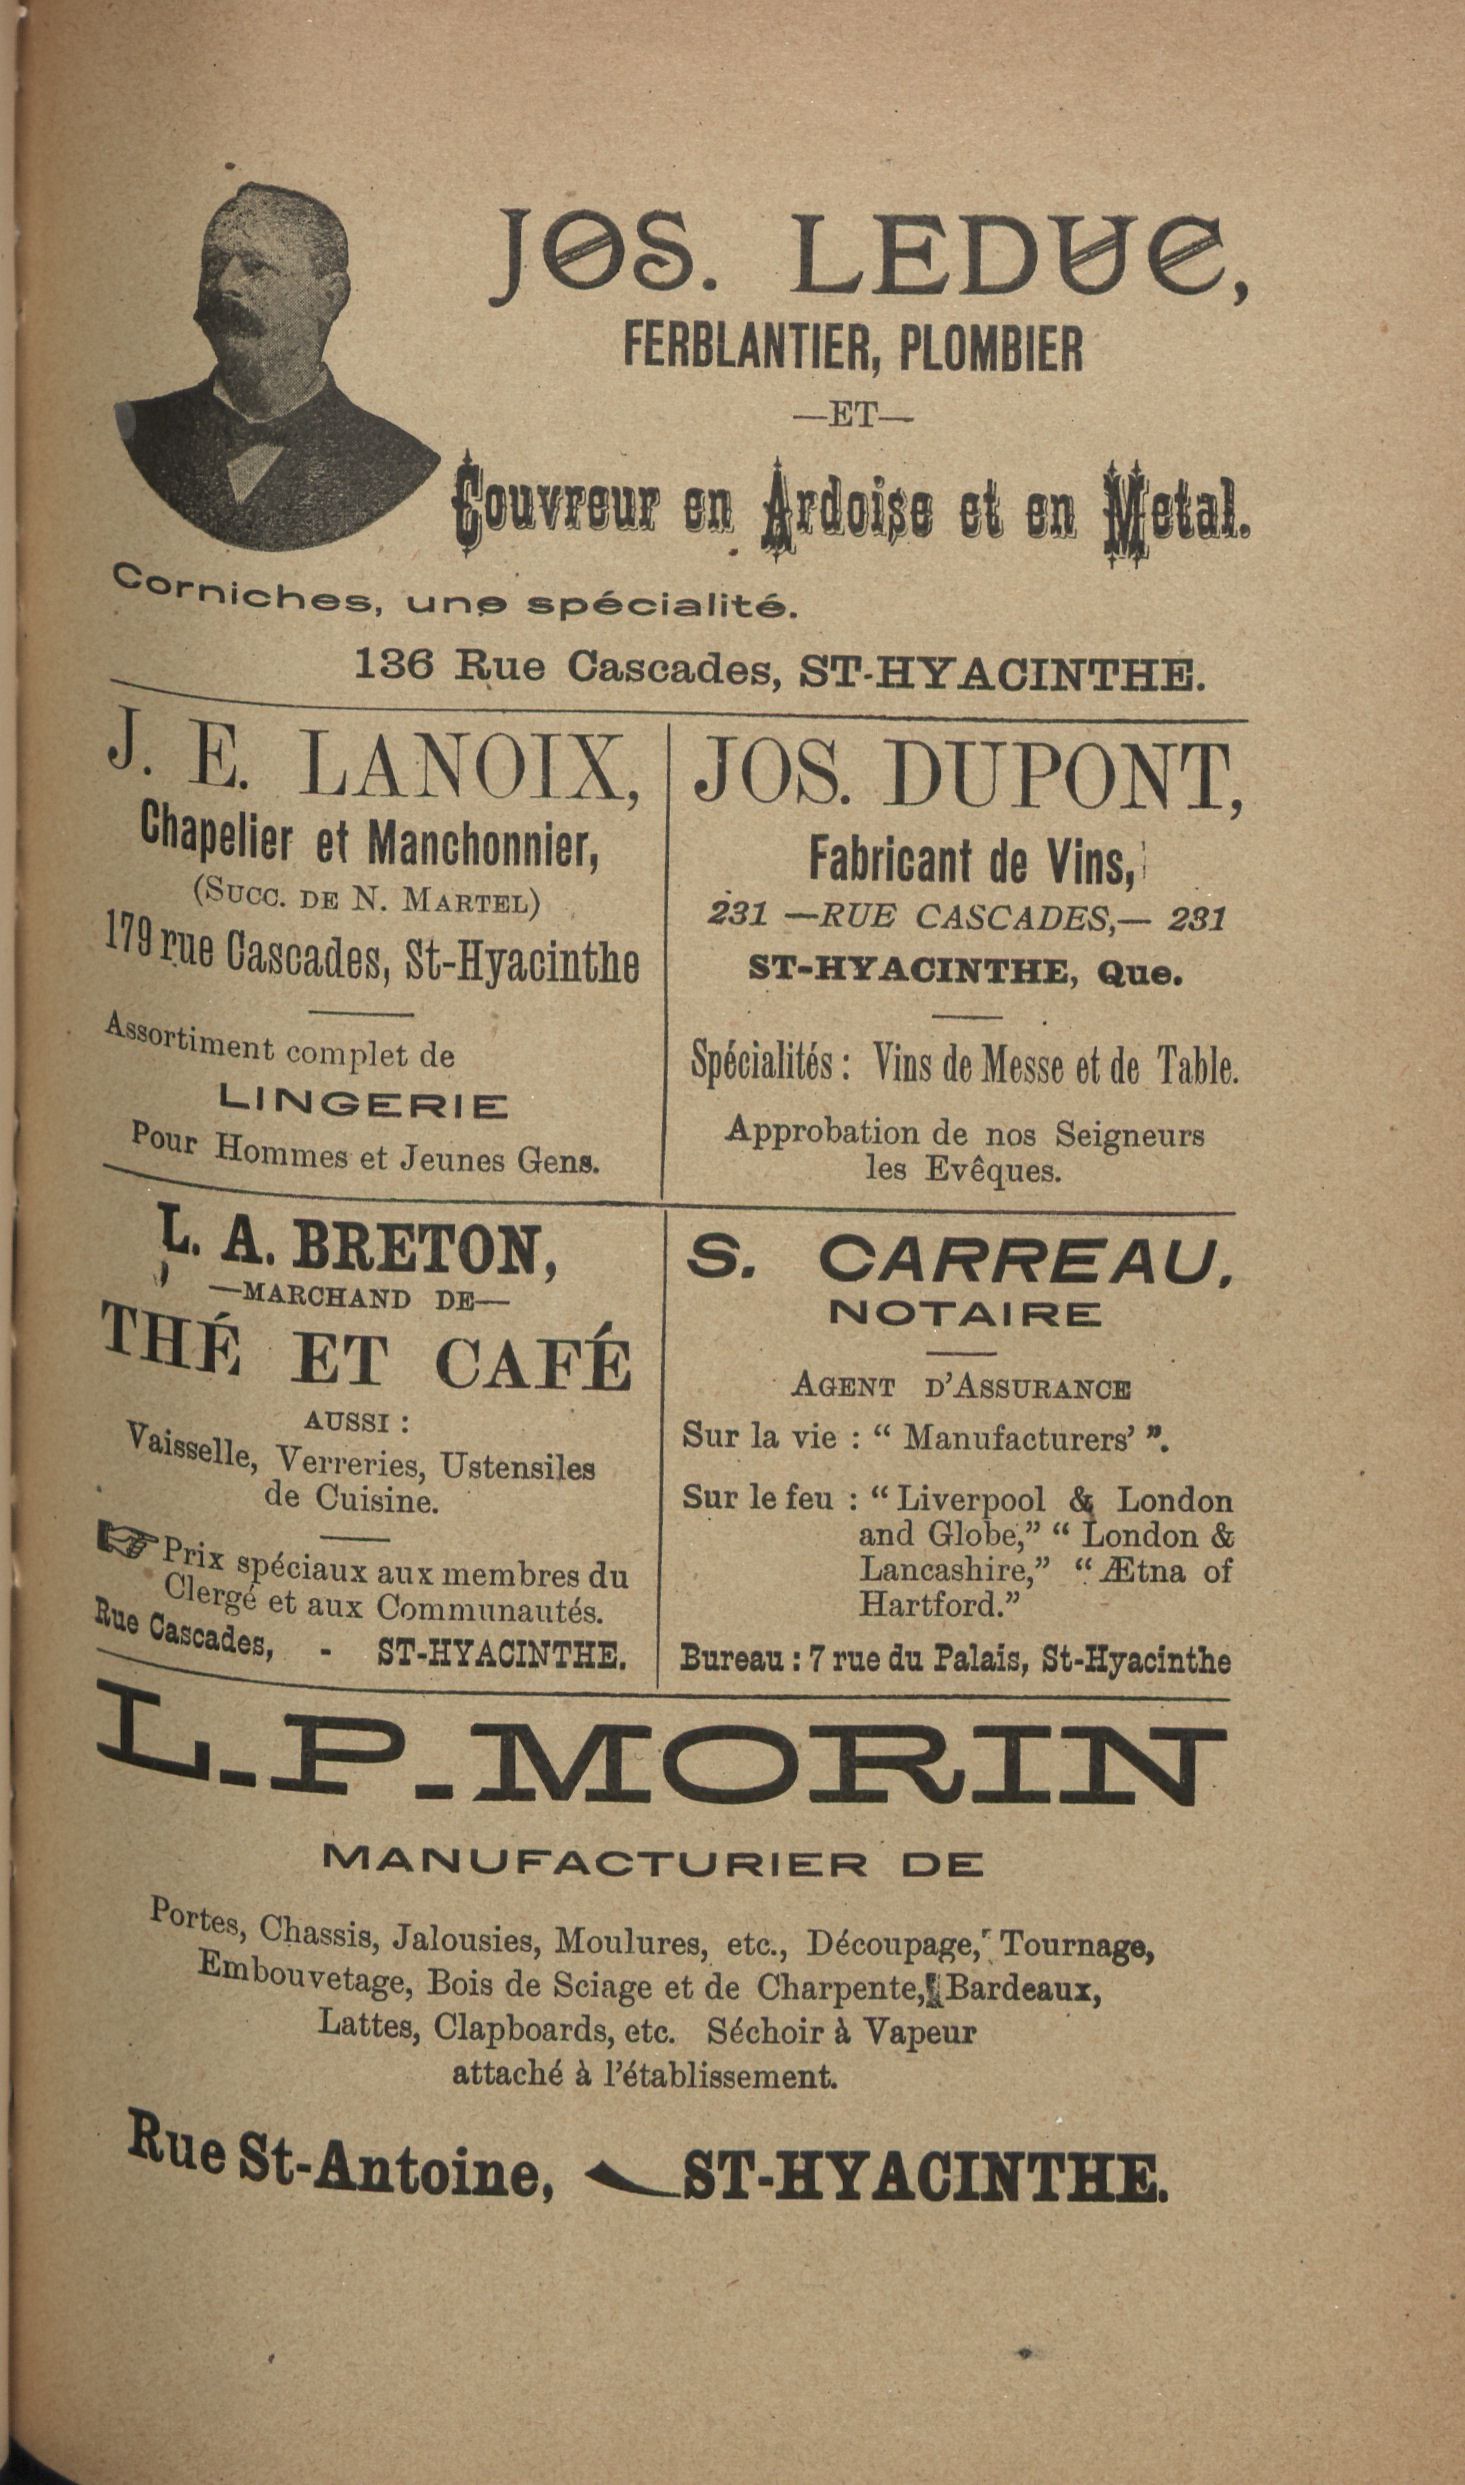 JOS. LEDUC,
FERBLANTIER, PLOMBIER
—ET—
Couvreur en Ardoise et en Metal.
Corniches, une spécialité.
136 Rue Cascades, ST-HYACINTHE.
J. E. LANOIX,
Chapelier et Manchonnier,
(SUCC. DE N. MARTEL)
179 rue Cascades, St-Hyacinthe
Assortiment complet de
LINGERIE
Pour Hommes et Jeunes Gens.
JOS. DUPONT,
Fabricant de Vins,
231 —RUE CASCADES,— 231
ST-HYACINTHE, Que.
Spécialités : Vins de Messe et de Table.
Approbation de nos Seigneurs
les Evêques.
L. A. BRETON,
—MARCHAND DE—
THÉ ET CAFÉ
AUSSI :
Vaisselle, Verreries, Ustensiles
de Cuisine.
☞ Prix spéciaux aux membres du
Clergé et aux Communautés.
Rue Cascades, - ST-HYACINTHE.
S. CARREAU,
NOTAIRE
AGENT D'ASSURANCE
Sur la vie : “ Manufacturers’ ”.
Sur le feu : “ Liverpool & London
and Globe,” “ London &
Lancashire,” “ Ætna of
Hartford.”
Bureau : 7 rue du Palais, St-Hyacinthe
L.P.MORIN
MANUFACTURIER DE
Portes, Chassis, Jalousies, Moulures, etc., Découpage, Tournage,
Embouvetage, Bois de Sciage et de Charpente, Bardeaux,
Lattes, Clapboards, etc. Séchoir à Vapeur
attaché à l'établissement.
Rue St-Antoine, ST-HYACINTHE.